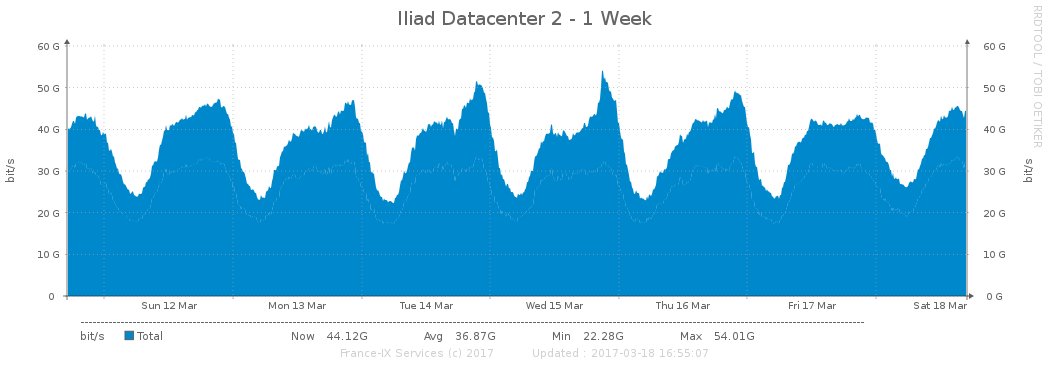 Iliad Datacenter 2 - 1 Week
RRDTOOL / TOBI OETIKER
60 G 60 G
50 G 50 G
40 G 40 G
30 G 30 G
20 G 20 G
10 G 10 G
0 0 G
bit/s bit/s
Sun 12 Mar Mon 13 Mar Tue 14 Mar Wed 15 Mar Thu 16 Mar Fri 17 Mar Sat 18 Mar
bit/s Total Now 44.12G Avg 36.87G Min 22.28G Max 54.01G
France-IX Services (c) 2017 Updated : 2017-03-18 16:55:07